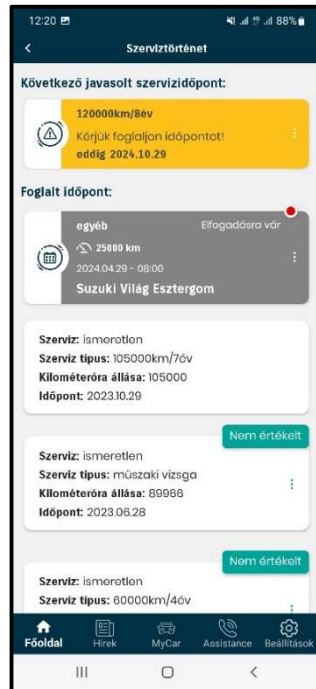 12:20 88%
Szerviztörténet
Következő javasolt szervizidőpont:
120000km/8év
Kérjük foglaljon időpontot!
eddig 2024.10.29
Foglalt időpont:
egyéb Elfogadásra vár
25000 km
2024.04.29 - 08:00
Suzuki Világ Esztergom
Szerviz: ismeretlen
Szerviz típus: 105000km/7év
Kilométeróra állása: 105000
Időpont: 2023.10.29
Nem értékelt
Szerviz: ismeretlen
Szerviz típus: műszaki vizsga
Kilométeróra állása: 89966
Időpont: 2023.06.28
Nem értékelt
Szerviz: ismeretlen
Szerviz típus: 60000km/4év
Főoldal Hírek MyCar Assistance Beállítások